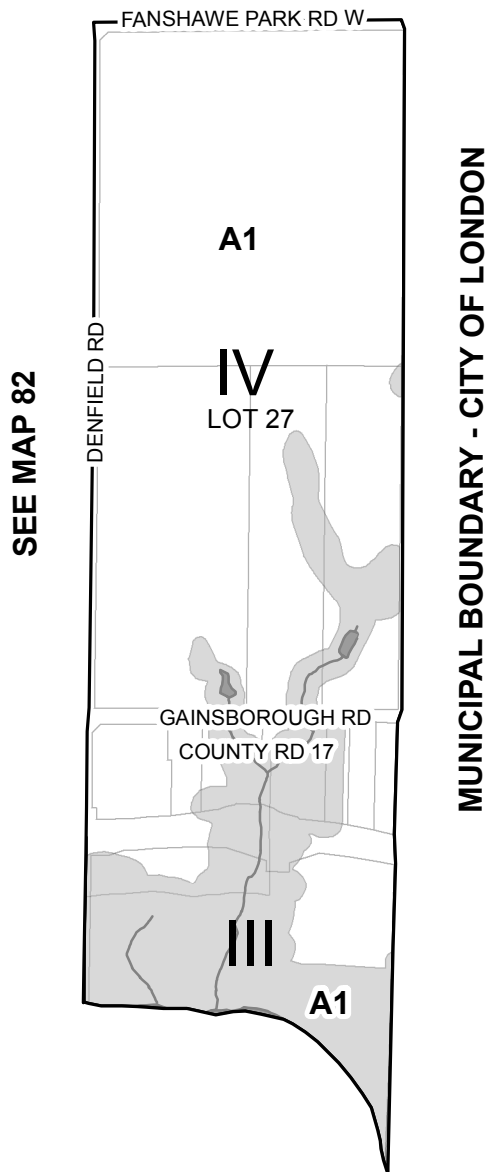 FANSHAWE PARK RD W
A1
MUNICIPAL BOUNDARY - CITY OF LONDON
DENFIELD RD
SEE MAP 82
IV
LOT 27
GAINSBOROUGH RD
COUNTY RD 17
III
A1